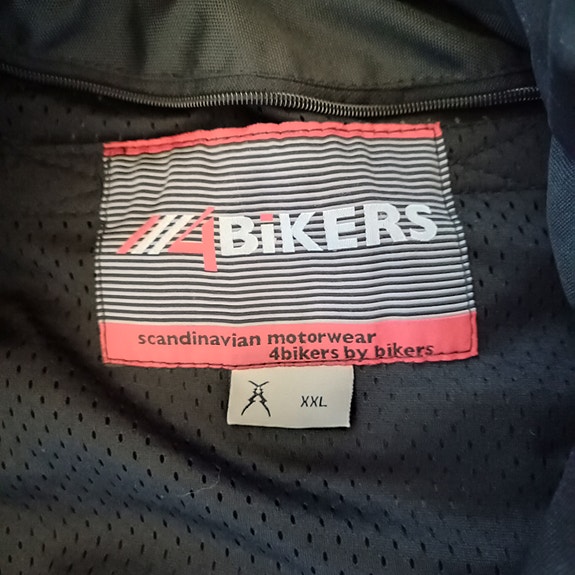 4BiKERS
scandinavian motorwear
4bikers by bikers
XXL